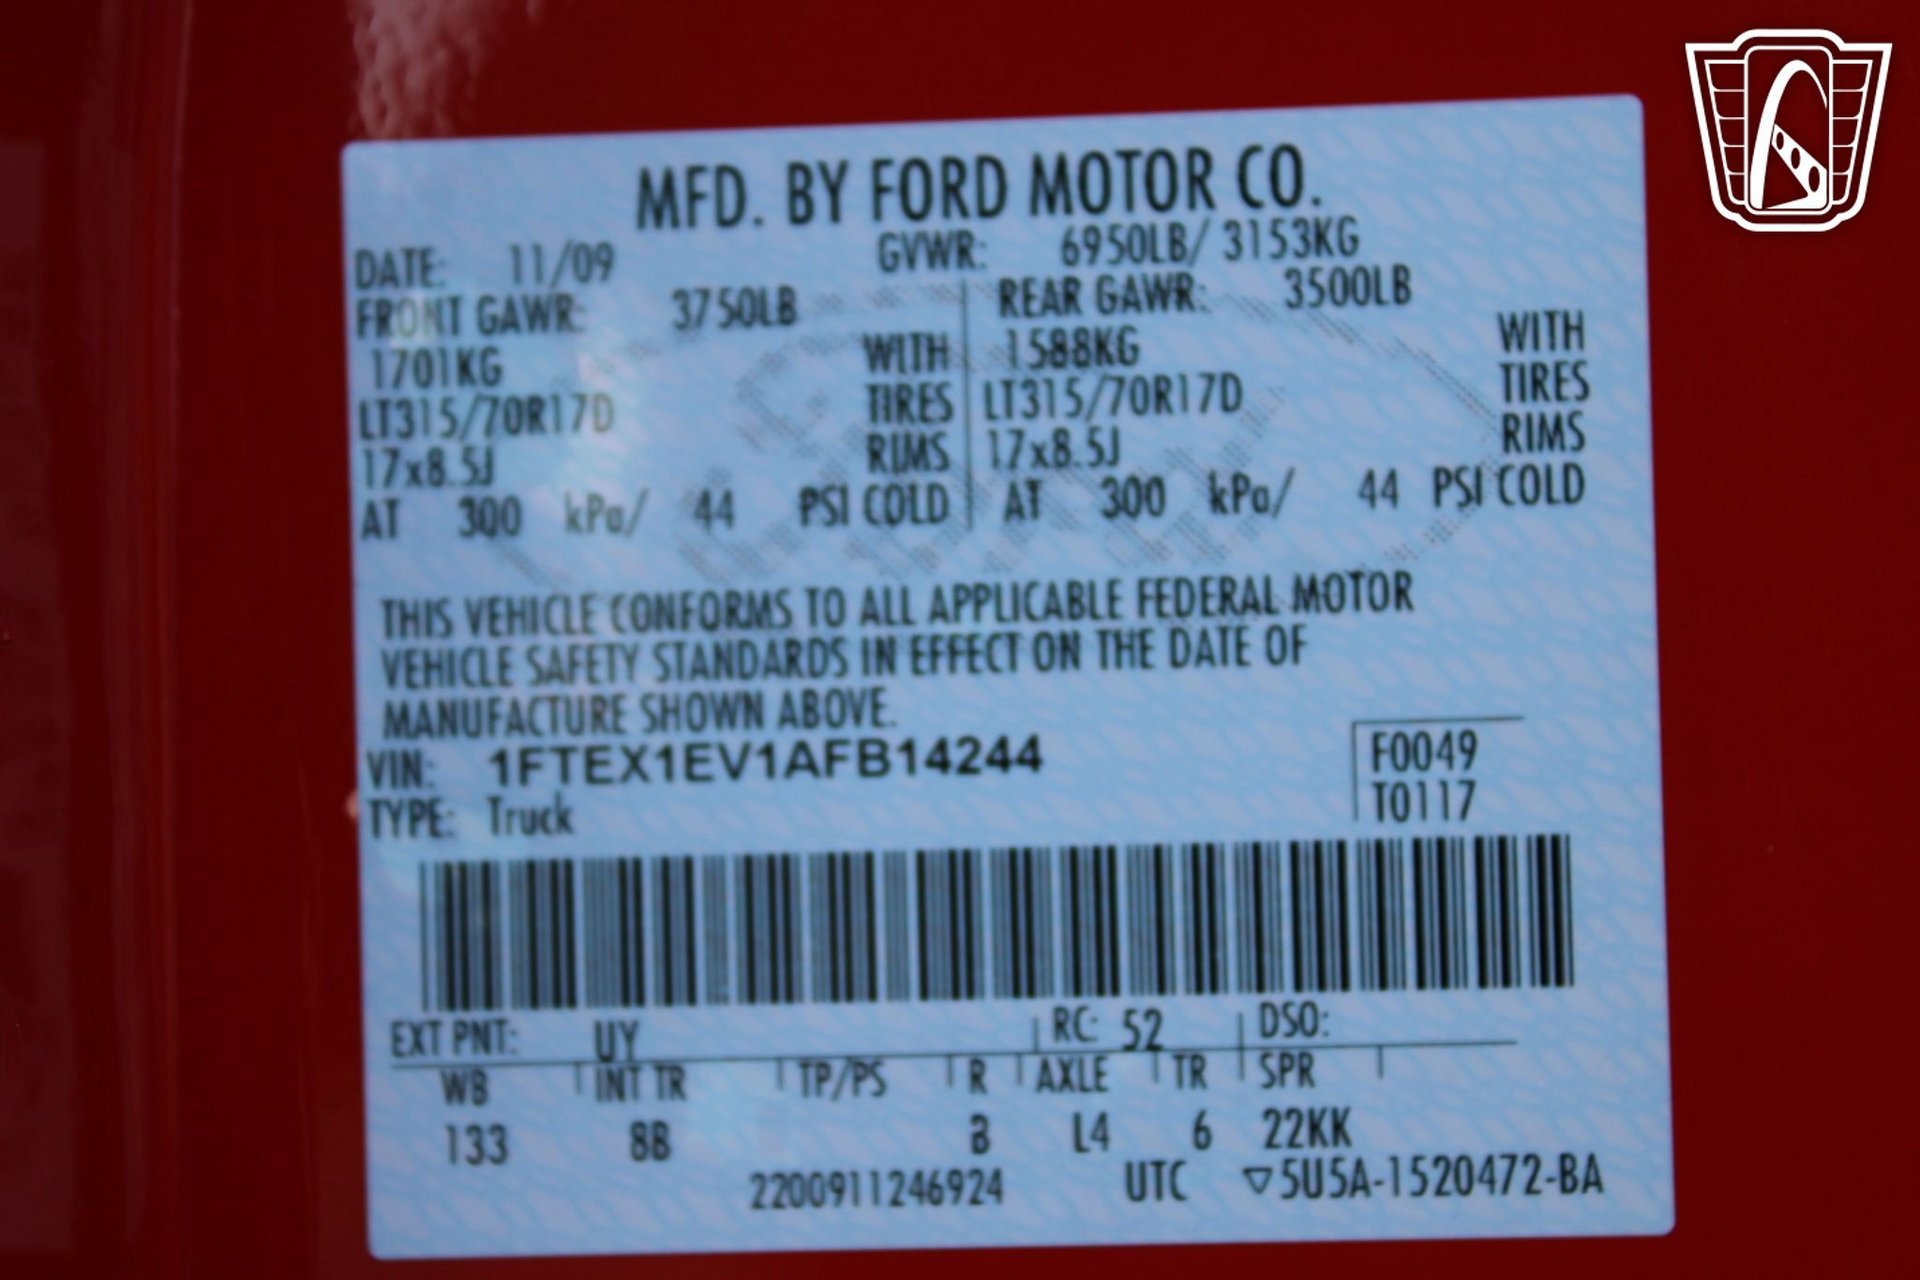 MFD. BY FORD MOTOR CO.
DATE: 11/09 GVWR: 6950LB/ 3153KG
FRONT GAWR: 3750LB REAR GAWR: 3500LB
1701KG WITH 1588KG WITH
LT315/70R17D TIRES LT315/70R17D TIRES
17x8.5J RIMS 17x8.5J RIMS
AT 300 kPa/ 44 PSI COLD AT 300 kPa/ 44 PSI COLD
THIS VEHICLE CONFORMS TO ALL APPLICABLE FEDERAL MOTOR
VEHICLE SAFETY STANDARDS IN EFFECT ON THE DATE OF
MANUFACTURE SHOWN ABOVE.
VIN: 1FTEX1EV1AFB14244 F0049
TYPE: Truck T0117
EXT PNT: UY RC: 52 DSO:
WB INT TR TP/PS R AXLE TR SPR
133 8B B L4 6 22KK
2200911246924 UTC ▽5U5A-1520472-BA